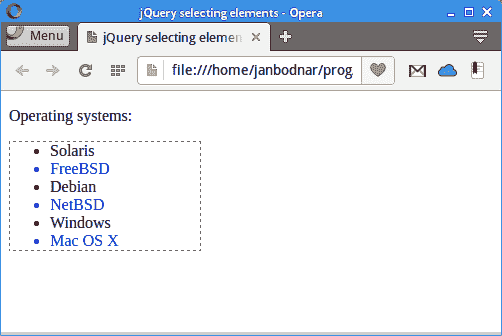 jQuery selecting elements - Opera
Menu
jQuery selecting elemen
file:///home/janbodnar/prog
Operating systems:
Solaris
FreeBSD
Debian
NetBSD
Windows
Mac OS X